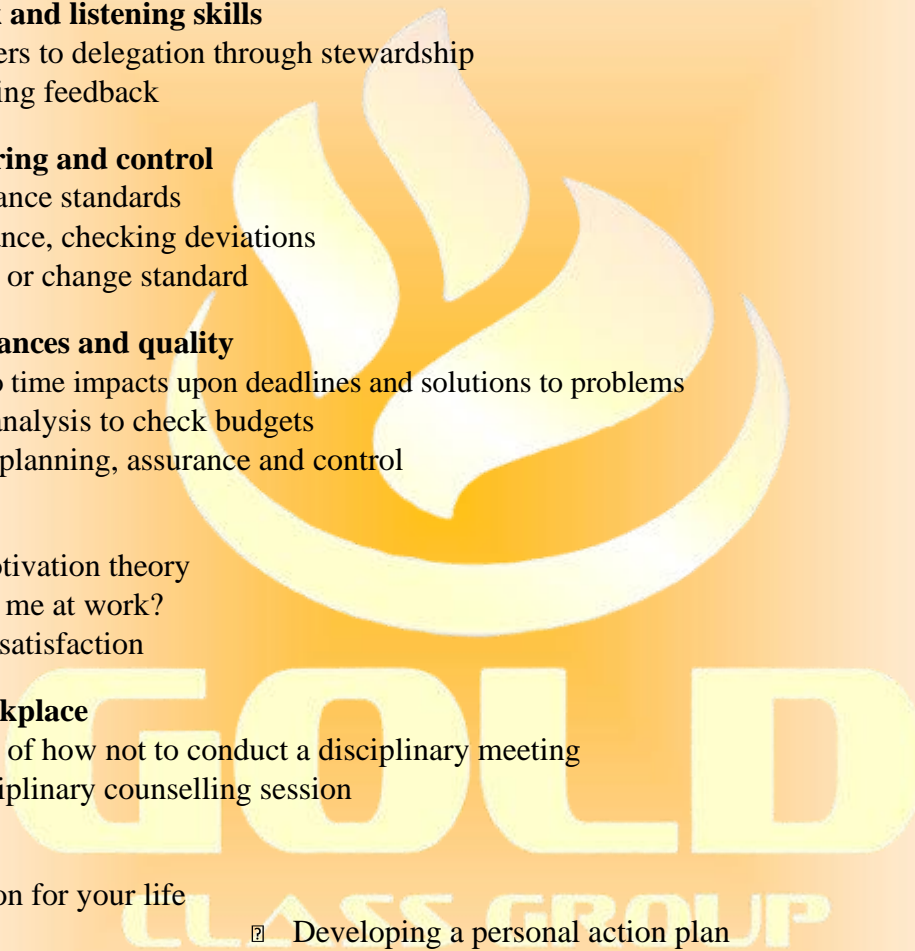 and listening skills
ers to delegation through stewardship
ing feedback
ring and control
ance standards
ance, checking deviations
or change standard
ances and quality
o time impacts upon deadlines and solutions to problems
analysis to check budgets
planning, assurance and control
otivation theory
me at work?
satisfaction
kplace
of how not to conduct a disciplinary meeting
iplinary counselling session
on for your life
Developing a personal action plan
GOLD
CLASS GROUP